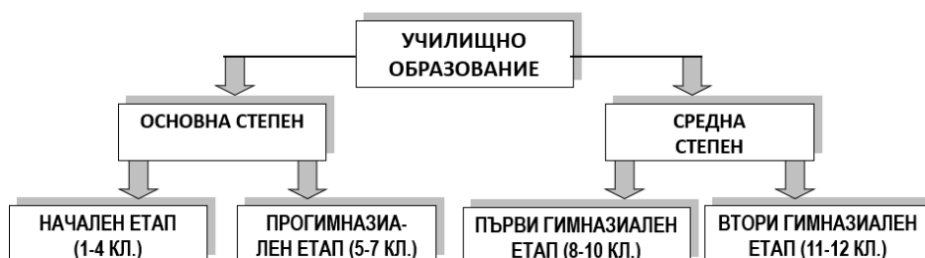 УЧИЛИЩНО
ОБРАЗОВАНИЕ
ОСНОВНА СТЕПЕН
СРЕДНА
СТЕПЕН
НАЧАЛЕН ЕТАП
(1-4 КЛ.)
ПРОГИМНАЗИА-
ЛЕН ЕТАП (5-7 КЛ.)
ПЪРВИ ГИМНАЗИАЛЕН
ЕТАП (8-10 КЛ.)
ВТОРИ ГИМНАЗИАЛЕН
ЕТАП (11-12 КЛ.)